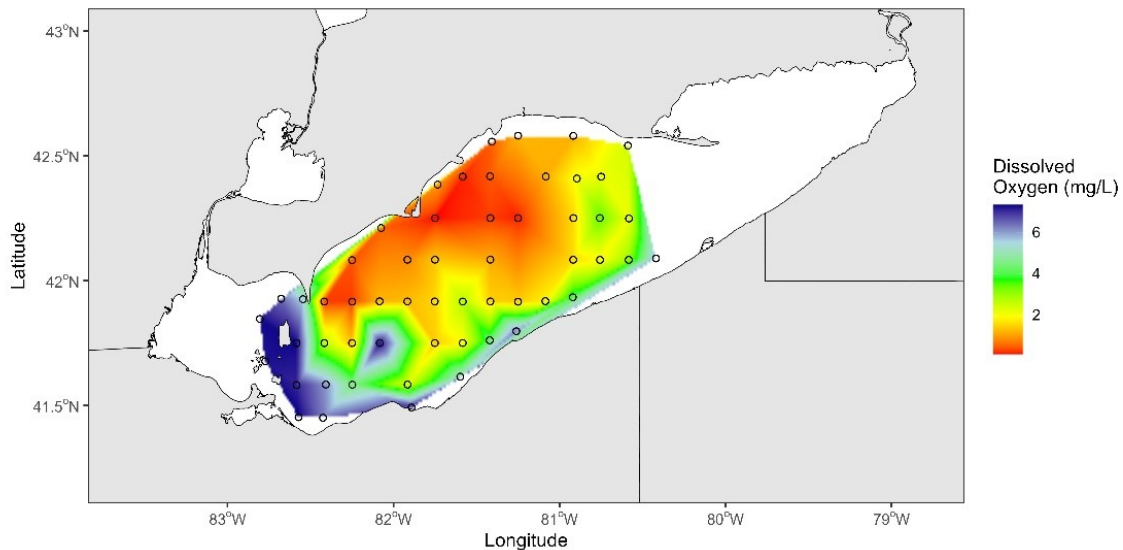 43°N
42.5°N
42°N
41.5°N
Latitude
83°W
82°W
81°W
80°W
79°W
Longitude
Dissolved
Oxygen (mg/L)
6
4
2